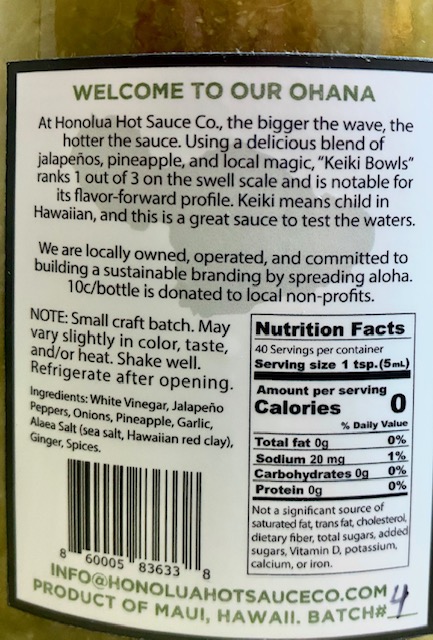 WELCOME TO OUR OHANA
At Honolua Hot Sauce Co., the bigger the wave, the
hotter the sauce. Using a delicious blend of
jalapeños, pineapple, and local magic, “Keiki Bowls”
ranks 1 out of 3 on the swell scale and is notable for
its flavor-forward profile. Keiki means child in
Hawaiian, and this is a great sauce to test the waters.
We are locally owned, operated, and committed to
building a sustainable branding by spreading aloha.
10c/bottle is donated to local non-profits.
NOTE: Small craft batch. May
vary slightly in color, taste,
and/or heat. Shake well.
Refrigerate after opening.
Ingredients: White Vinegar, Jalapeño
Peppers, Onions, Pineapple, Garlic,
Alaea Salt (sea salt, Hawaiian red clay),
Ginger, Spices.
8 60005 83633 8
Nutrition Facts
40 Servings per container
Serving size 1 tsp.(5mL)
Amount per serving
Calories 0
% Daily Value
Total fat 0g 0%
Sodium 20 mg 1%
Carbohydrates 0g 0%
Protein 0g 0%
Not a significant source of
saturated fat, trans fat, cholesterol,
dietary fiber, total sugars, added
sugars, Vitamin D, potassium,
calcium, or iron.
INFO@HONOLUAHOTSAUCECO.COM
PRODUCT OF MAUI, HAWAII. BATCH# 4